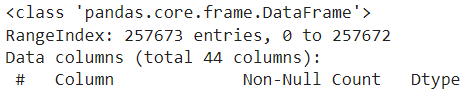 <class 'pandas.core.frame.DataFrame'>
RangeIndex: 257673 entries, 0 to 257672
Data columns (total 44 columns):
 #   Column             Non-Null Count   Dtype